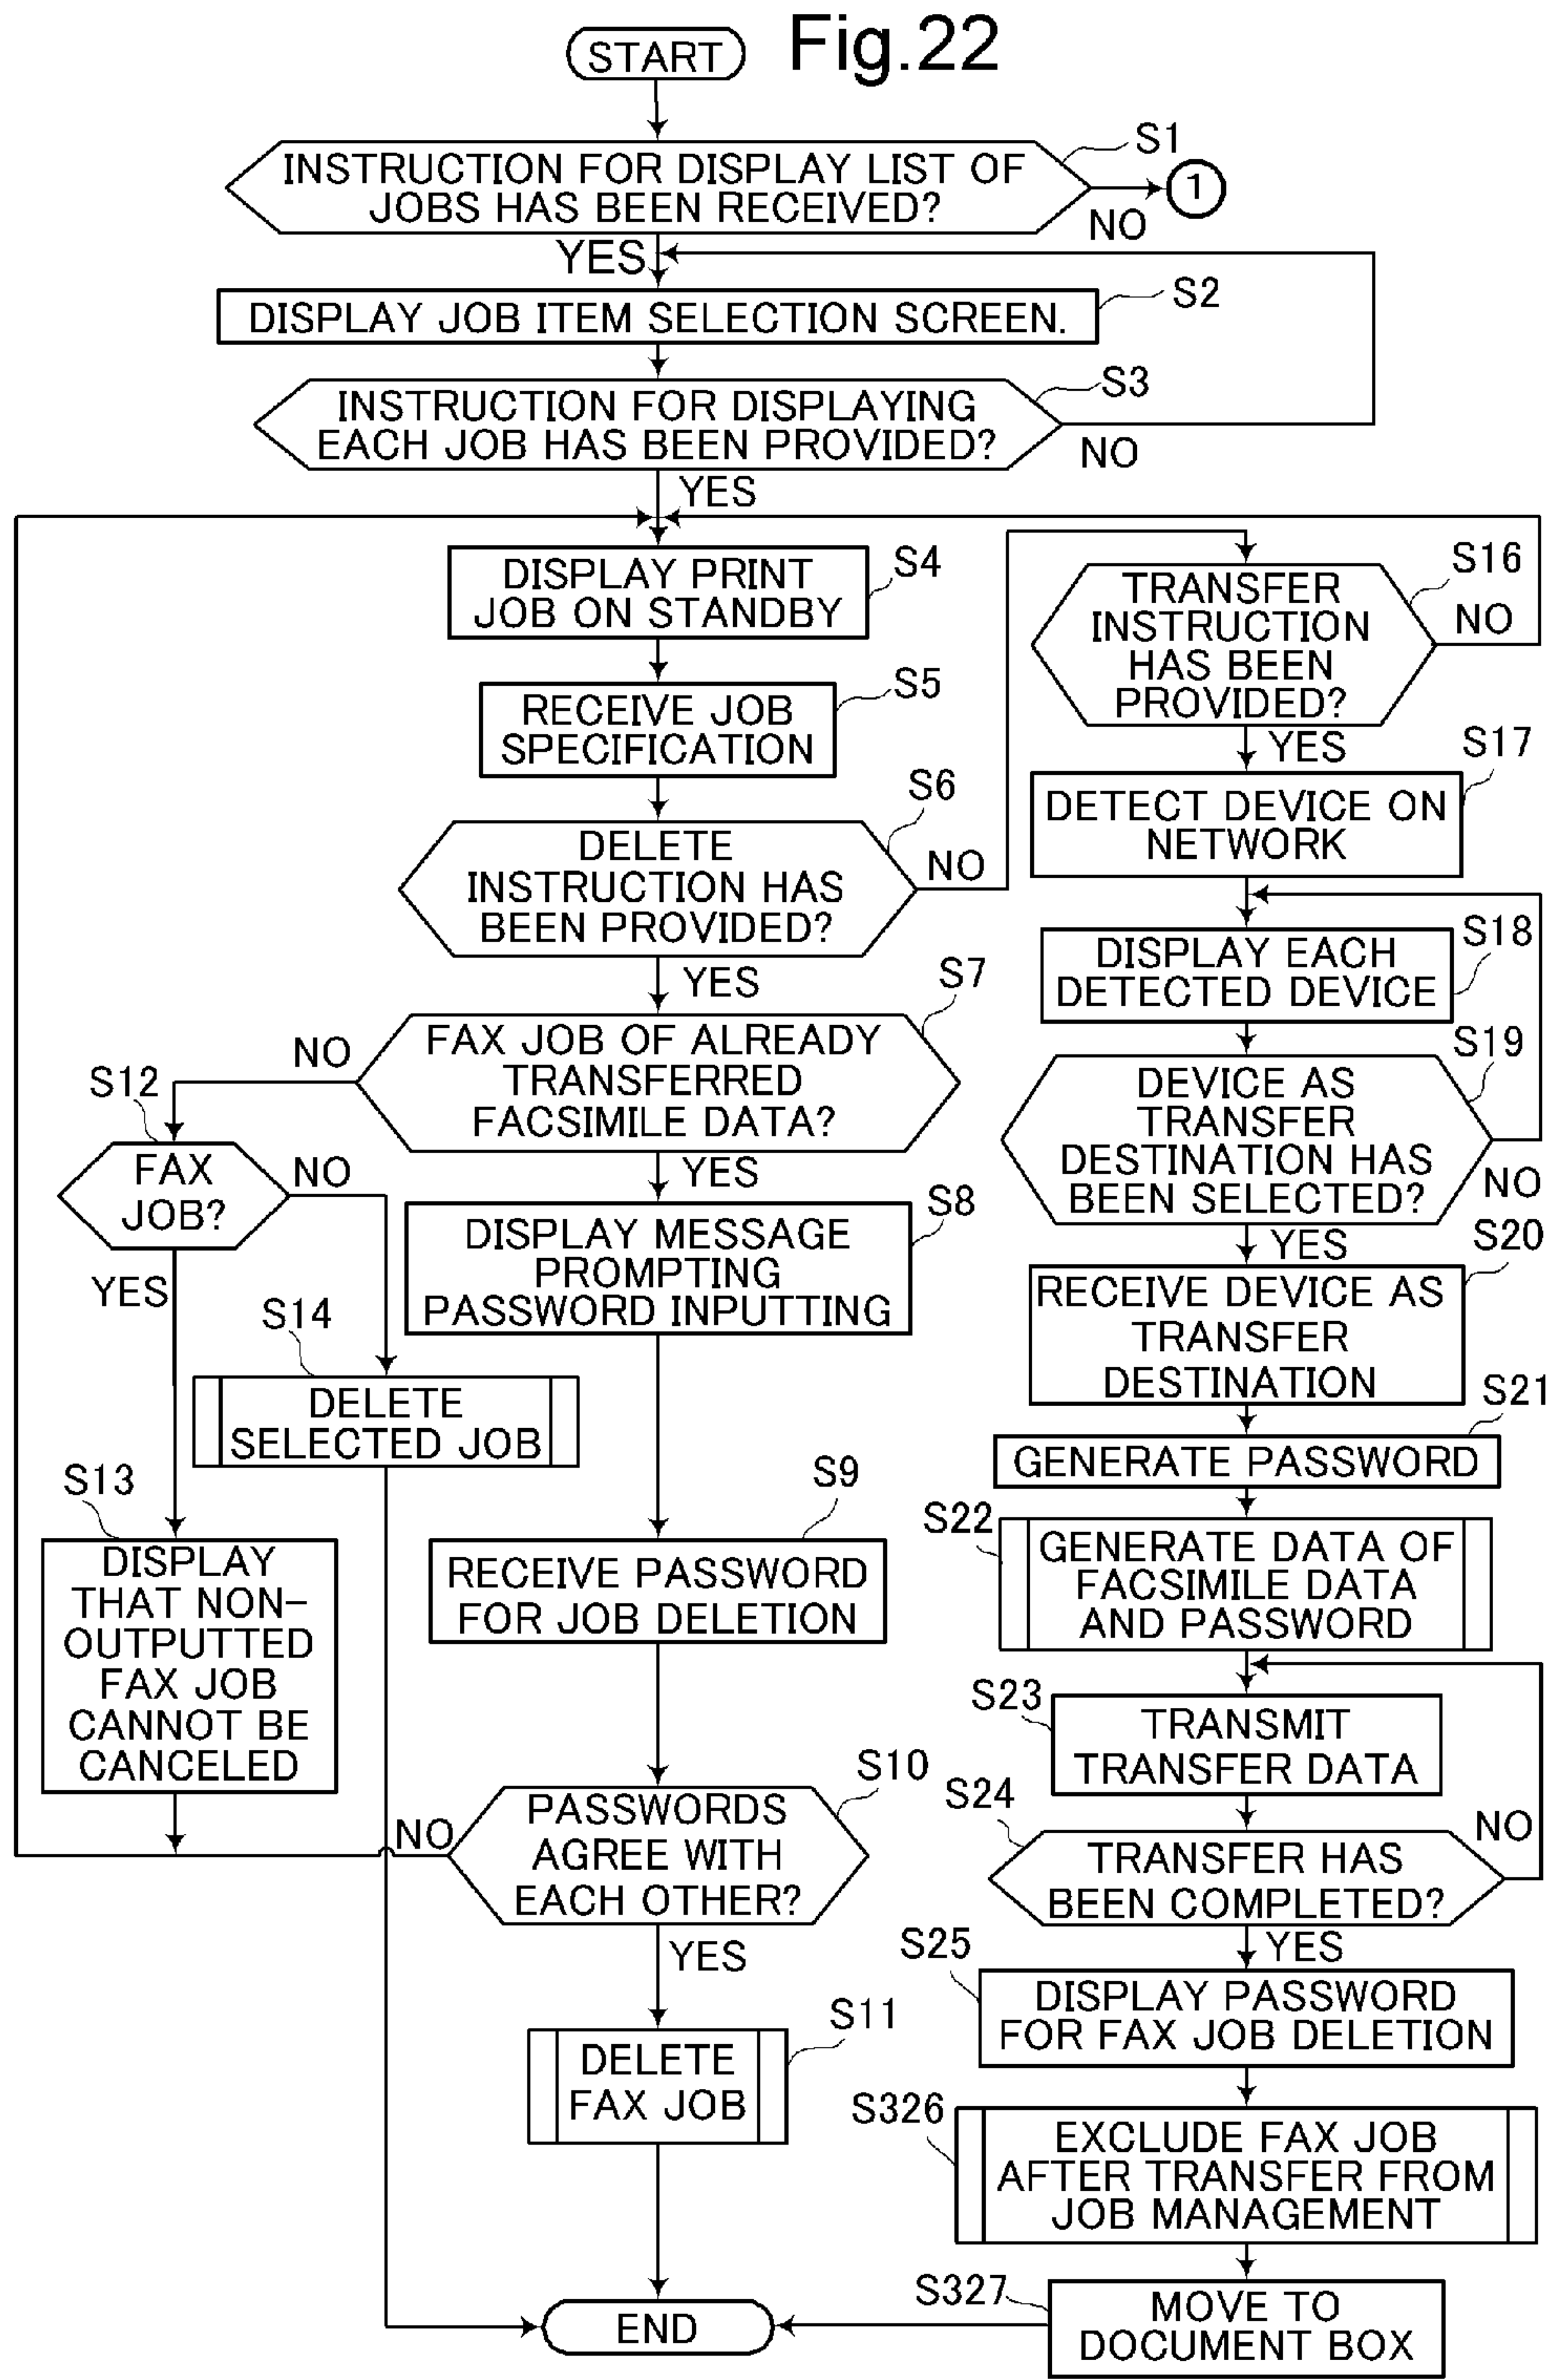 Fig.22
START
S1
INSTRUCTION FOR DISPLAY LIST OF
JOBS HAS BEEN RECEIVED?
1
NO
YES
S2
DISPLAY JOB ITEM SELECTION SCREEN.
S3
INSTRUCTION FOR DISPLAYING
EACH JOB HAS BEEN PROVIDED?
NO
YES
S4
DISPLAY PRINT
JOB ON STANDBY
S5
RECEIVE JOB
SPECIFICATION
S6
DELETE
INSTRUCTION HAS
BEEN PROVIDED?
NO
YES
S7
FAX JOB OF ALREADY
TRANSFERRED
FACSIMILE DATA?
NO
YES
S12
FAX
JOB?
NO
YES
S8
DISPLAY MESSAGE
PROMPTING
PASSWORD INPUTTING
S14
DELETE
SELECTED JOB
S13
DISPLAY
THAT NON-
OUTPUTTED
FAX JOB
CANNOT BE
CANCELED
S9
RECEIVE PASSWORD
FOR JOB DELETION
S10
PASSWORDS
AGREE WITH
EACH OTHER?
NO
YES
S11
DELETE
FAX JOB
END
S16
TRANSFER
INSTRUCTION
HAS BEEN
PROVIDED?
NO
YES
S17
DETECT DEVICE ON
NETWORK
S18
DISPLAY EACH
DETECTED DEVICE
S19
DEVICE AS
TRANSFER
DESTINATION HAS
BEEN SELECTED?
NO
YES
S20
RECEIVE DEVICE AS
TRANSFER
DESTINATION
S21
GENERATE PASSWORD
S22
GENERATE DATA OF
FACSIMILE DATA
AND PASSWORD
S23
TRANSMIT
TRANSFER DATA
S24
TRANSFER HAS
BEEN COMPLETED?
NO
YES
S25
DISPLAY PASSWORD
FOR FAX JOB DELETION
S326
EXCLUDE FAX JOB
AFTER TRANSFER FROM
JOB MANAGEMENT
S327
MOVE TO
DOCUMENT BOX